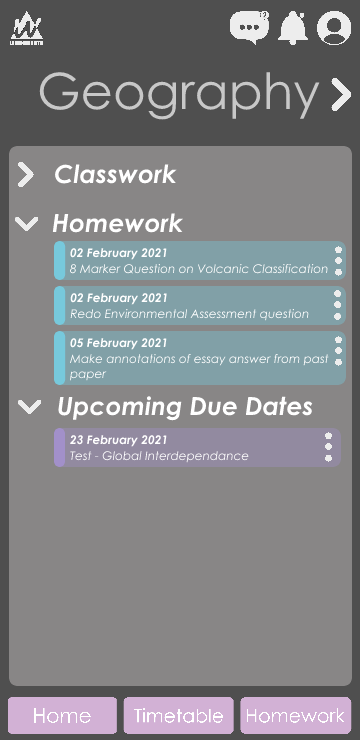 Geography
Classwork
Homework
02 February 2021
8 Marker Question on Volcanic Classification
02 February 2021
Redo Environmental Assessment question
05 February 2021
Make annotations of essay answer from past
paper
Upcoming Due Dates
23 February 2021
Test - Global Interdependance
Home
Timetable
Homework